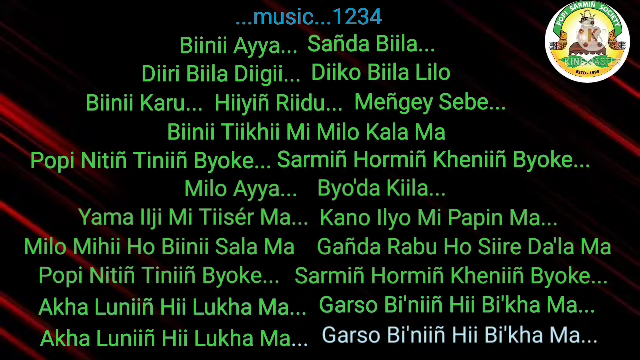 ...music...1234
POPI SARMIÑ SOCIETY
Biinii Ayya... Sañda Biila...
Diiri Biila Diigii... Diiko Biila Lilo
Biinii Karu... Hiiyiñ Riidu... Meñgey Sebe...
Biinii Tiikhii Mi Milo Kala Ma
Popi Nitiñ Tiniiñ Byoke... Sarmiñ Hormiñ Kheniiñ Byoke...
Milo Ayya... Byo'da Kiila...
Yama IIji Mi Tiisér Ma... Kano Ilyo Mi Papin Ma...
Milo Mihii Ho Biinii Sala Ma Gañda Rabu Ho Siire Da'la Ma
Popi Nitiñ Tiniiñ Byoke... Sarmiñ Hormiñ Kheniiñ Byoke...
Akha Luniiñ Hii Lukha Ma... Garso Bi'niiñ Hii Bi'kha Ma...
Akha Luniiñ Hii Lukha Ma... Garso Bi'niiñ Hii Bi'kha Ma...